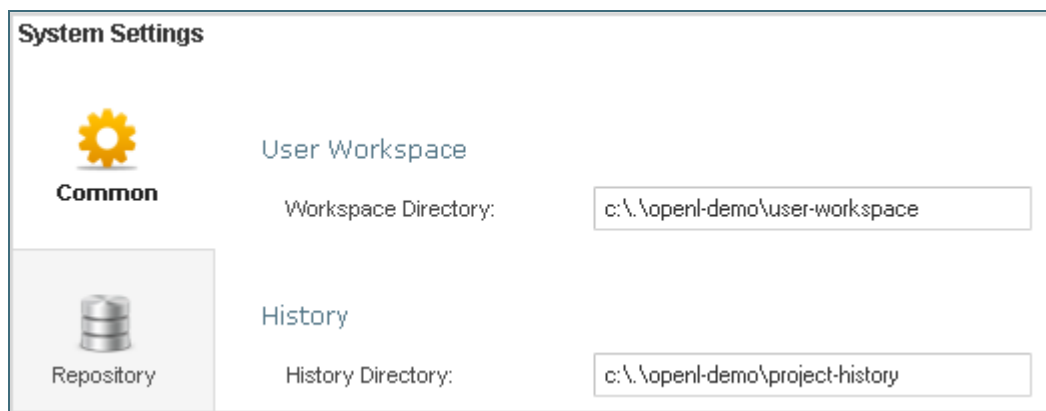 System Settings
Common
User Workspace
Workspace Directory: c:\.\openl-demo\user-workspace
Repository
History
History Directory: c:\.\openl-demo\project-history